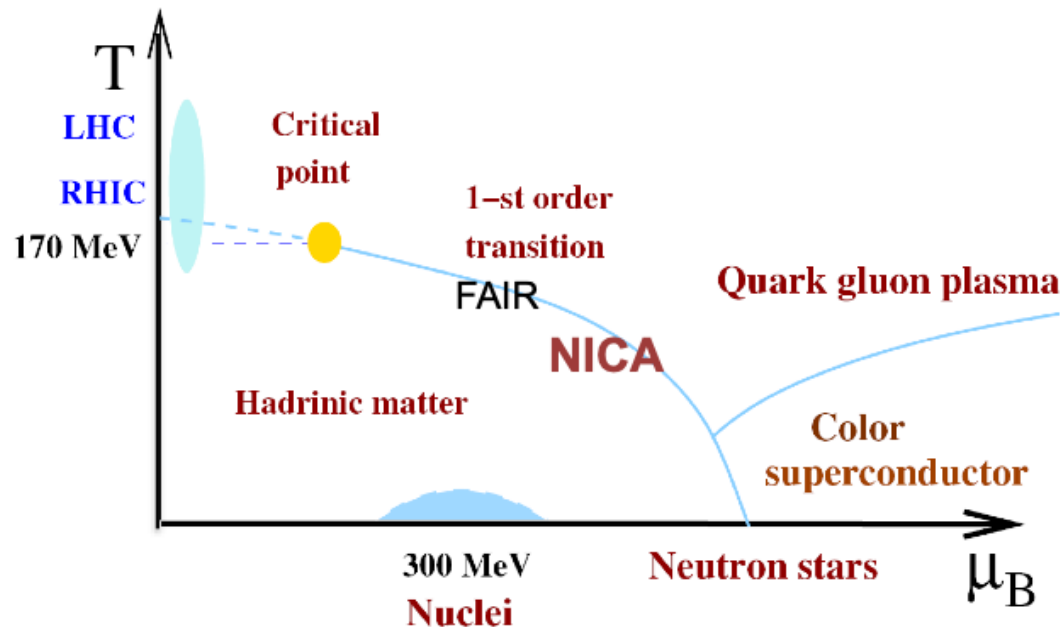 T
LHC
RHIC
170 MeV
Critical
point
1-st order
transition
FAIR
NICA
Quark gluon plasma
Hadrinic matter
Color
superconductor
300 MeV
Nuclei
Neutron stars
μB